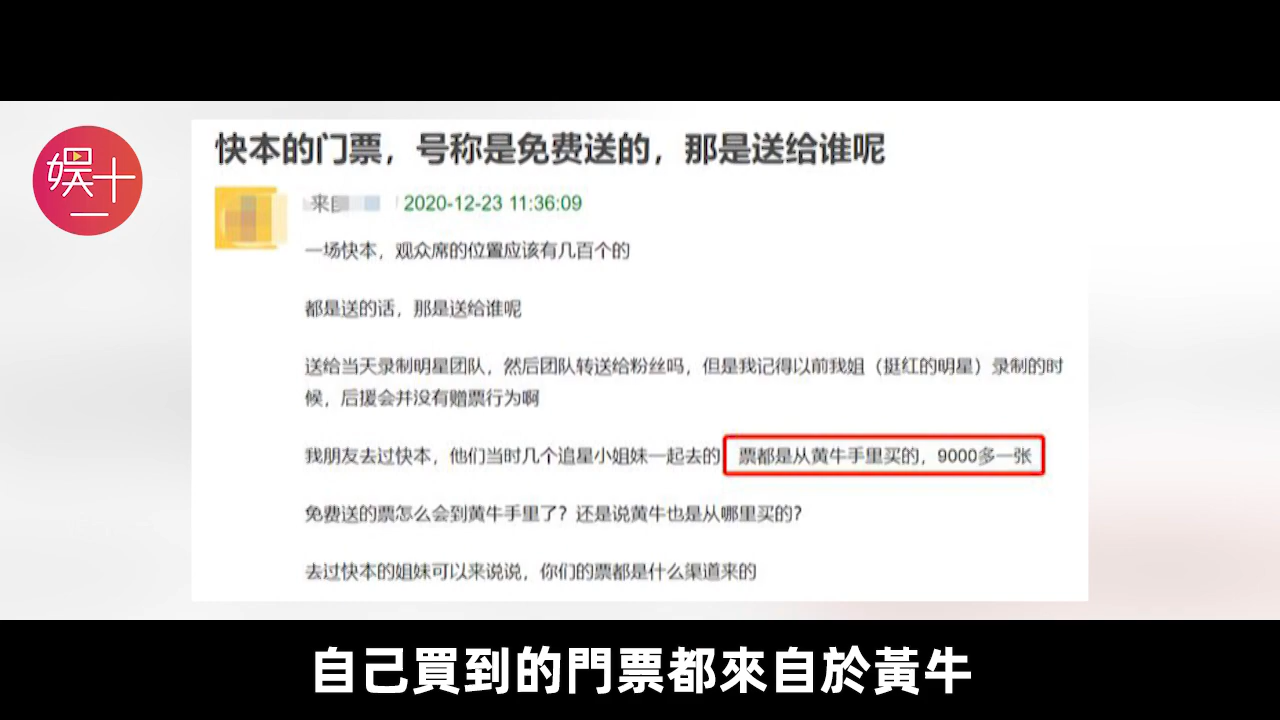 快本的门票，号称是免费送的，那是送给谁呢
娱十一
来自
2020-12-23 11:36:09
一场快本，观众席的位置应该有几百个的
都是送的话，那是送给谁呢
送给当天录制明星团队，然后团队转送给粉丝吗，但是我记得以前我姐（挺红的明星）录制的时
候，后援会并没有赠票行为啊
我朋友去过快本，他们当时几个追星小姐妹一起去的 票都是从黄牛手里买的，9000多一张
免费送的票怎么会到黄牛手里了？还是说黄牛也是从哪里买的？
去过快本的姐妹可以来说说，你们的票都是什么渠道来的
自己買到的門票都來自於黃牛